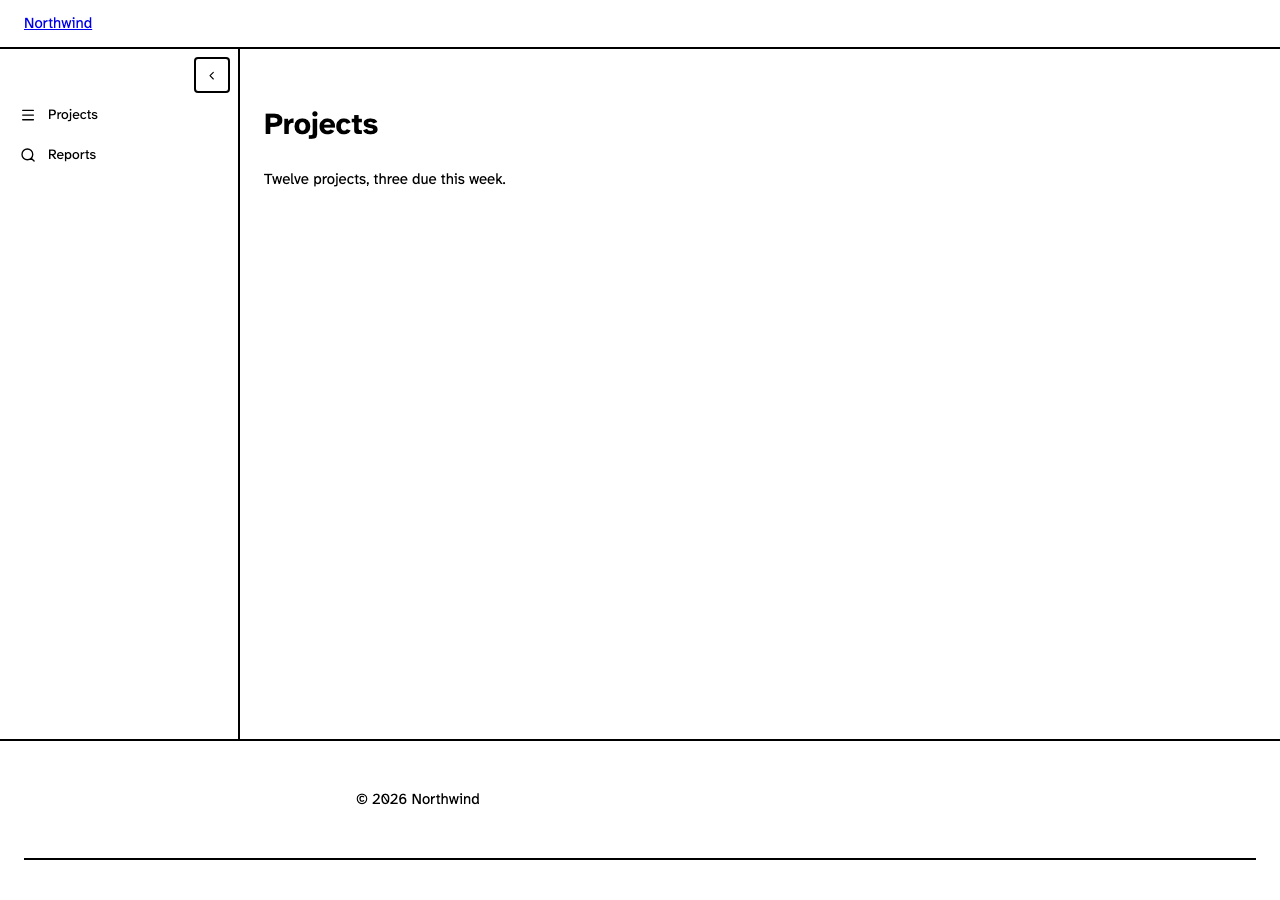 Northwind
Projects
Reports
Projects
Twelve projects, three due this week.
© 2026 Northwind